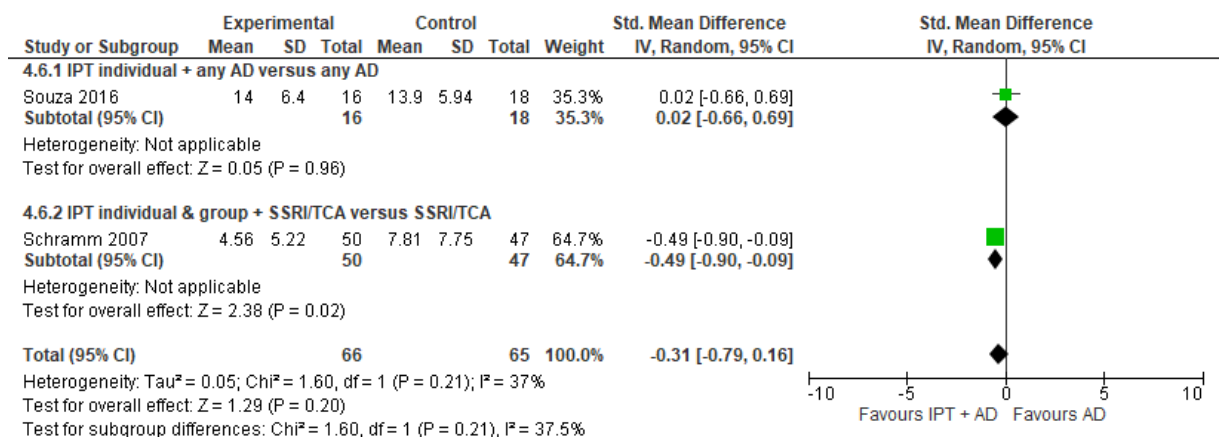 Experimental Control Std. Mean Difference Std. Mean Difference
Study or Subgroup Mean SD Total Mean SD Total Weight IV, Random, 95% CI IV, Random, 95% CI
4.6.1 IPT individual + any AD versus any AD
Souza 2016 14 6.4 16 13.9 5.94 18 35.3% 0.02 [-0.66, 0.69]
Subtotal (95% CI) 16 18 35.3% 0.02 [-0.66, 0.69]
Heterogeneity: Not applicable
Test for overall effect: Z = 0.05 (P = 0.96)
4.6.2 IPT individual & group + SSRI/TCA versus SSRI/TCA
Schramm 2007 4.56 5.22 50 7.81 7.75 47 64.7% -0.49 [-0.90, -0.09]
Subtotal (95% CI) 50 47 64.7% -0.49 [-0.90, -0.09]
Heterogeneity: Not applicable
Test for overall effect: Z = 2.38 (P = 0.02)
Total (95% CI) 66 65 100.0% -0.31 [-0.79, 0.16]
Heterogeneity: Tau² = 0.05; Chi² = 1.60, df = 1 (P = 0.21); I² = 37%
Test for overall effect: Z = 1.29 (P = 0.20)
Test for subgroup differences: Chi² = 1.60, df = 1 (P = 0.21), I² = 37.5%
-10 -5 0 5 10
Favours IPT + AD Favours AD